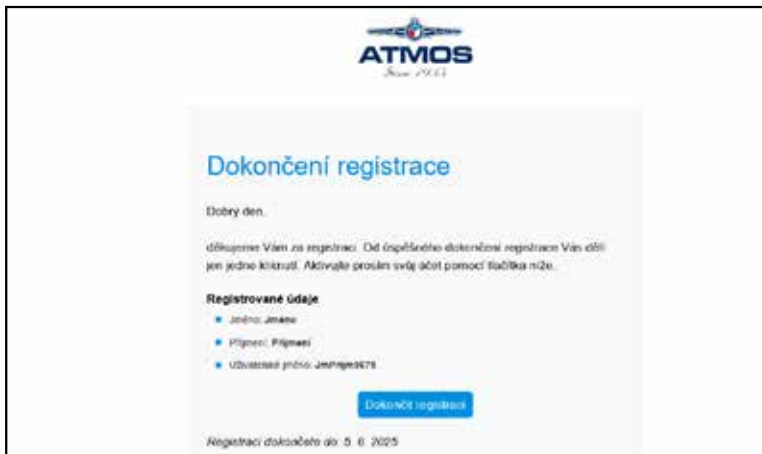 ATMOS
Since 1935
Dokončení registrace
Dobrý den,
děkujeme Vám za registraci. Od úspěšného dokončení registrace Vás dělí
jen jedno kliknutí. Aktivujte prosím svůj účet pomocí tlačítka níže.
Registrované údaje
Jméno: Jméno
Příjmení: Příjmení
Uživatelské jméno:
Dokončit registraci
Registraci dokončete do: 5. 6. 2025